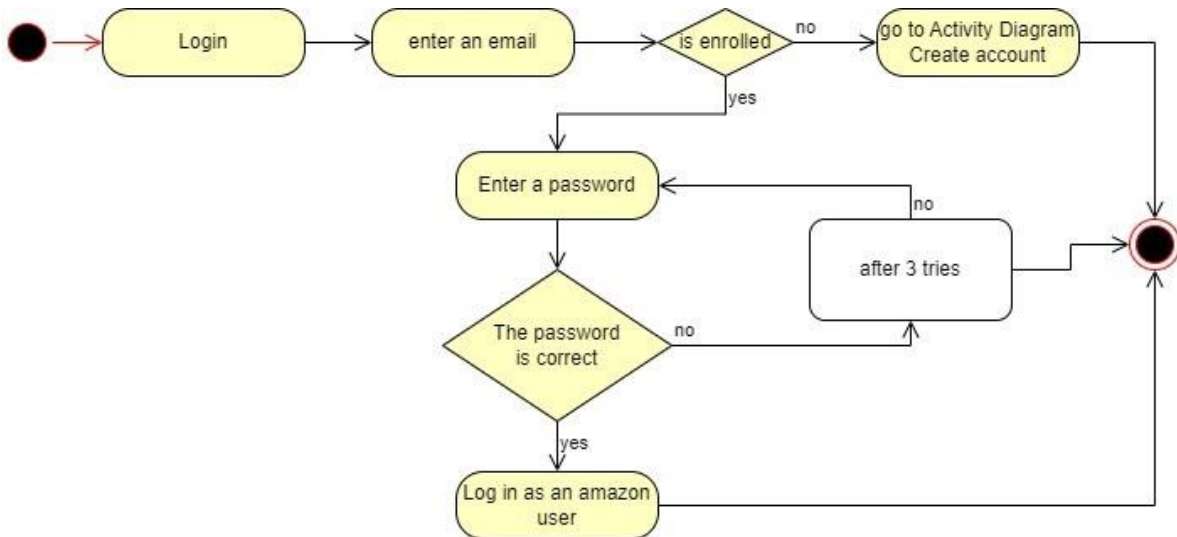 Login
enter an email
is enrolled
no
go to Activity Diagram
Create account
yes
Enter a password
no
after 3 tries
The password
is correct
no
yes
Log in as an amazon
user